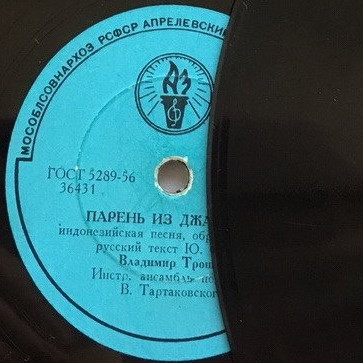 МОСОБЛСОВНАРХОЗ РСФСР АПРЕЛЕВСКИ
АЗ
ГОСТ 5289-56
36431
ПАРЕНЬ ИЗ ДЖА
индонезийская песня, обр
русский текст Ю.
Владимир Трош
Инстр. ансамбль по
В. Тартаковског